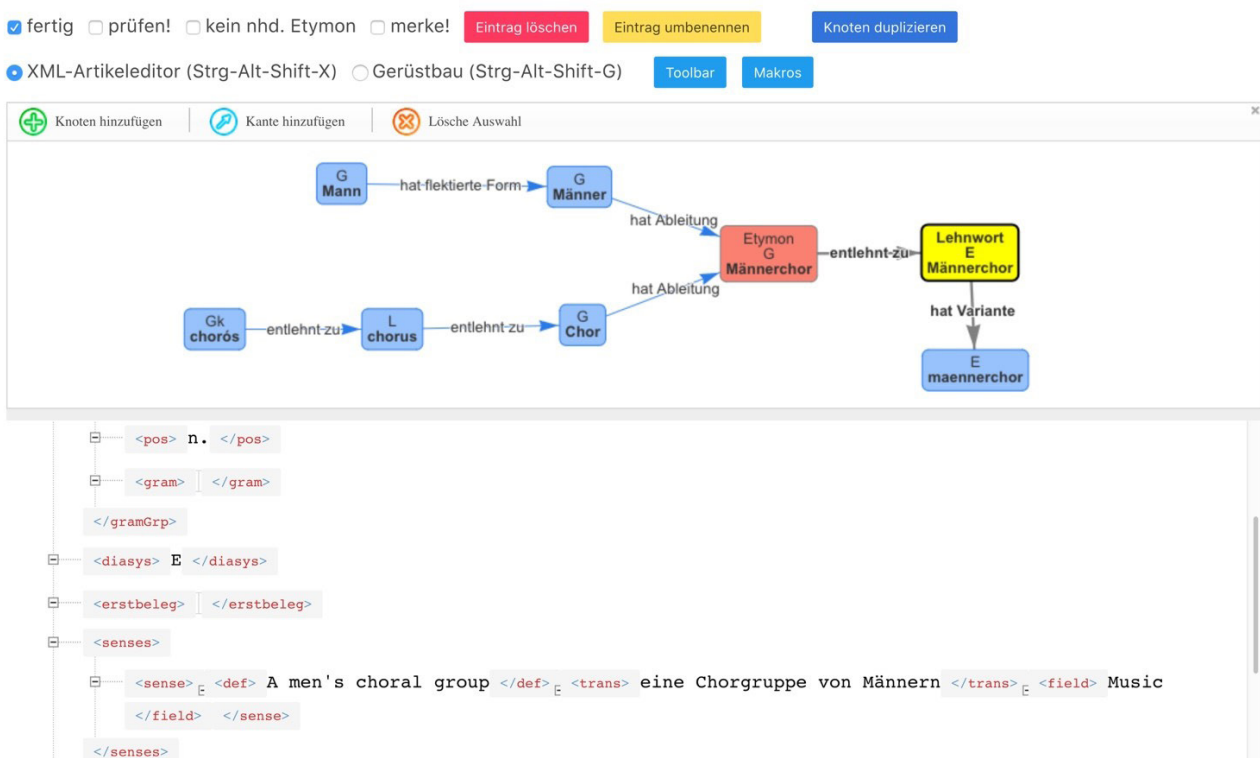 fertig prüfen! kein nhd. Etymon merke! Eintrag löschen Eintrag umbenennen Knoten duplizieren
XML-Artikeleditor (Strg-Alt-Shift-X) Gerüstbau (Strg-Alt-Shift-G) Toolbar Makros
Knoten hinzufügen Kante hinzufügen Lösche Auswahl
G
Mann
hat flektierte Form
G
Männer
hat Ableitung
Etymon
G
Männerchor
entlehnt zu
Lehnwort
E
Männerchor
hat Ableitung
hat Variante
Gk
chorós
entlehnt zu
L
chorus
entlehnt zu
G
Chor
E
maennerchor
<pos> n. </pos>
<gram> </gram>
</gramGrp>
<diasys> E </diasys>
<erstbeleg> </erstbeleg>
<senses>
<sense> <def> A men's choral group </def> <trans> eine Chorgruppe von Männern </trans> <field> Music
</field> </sense>
</senses>